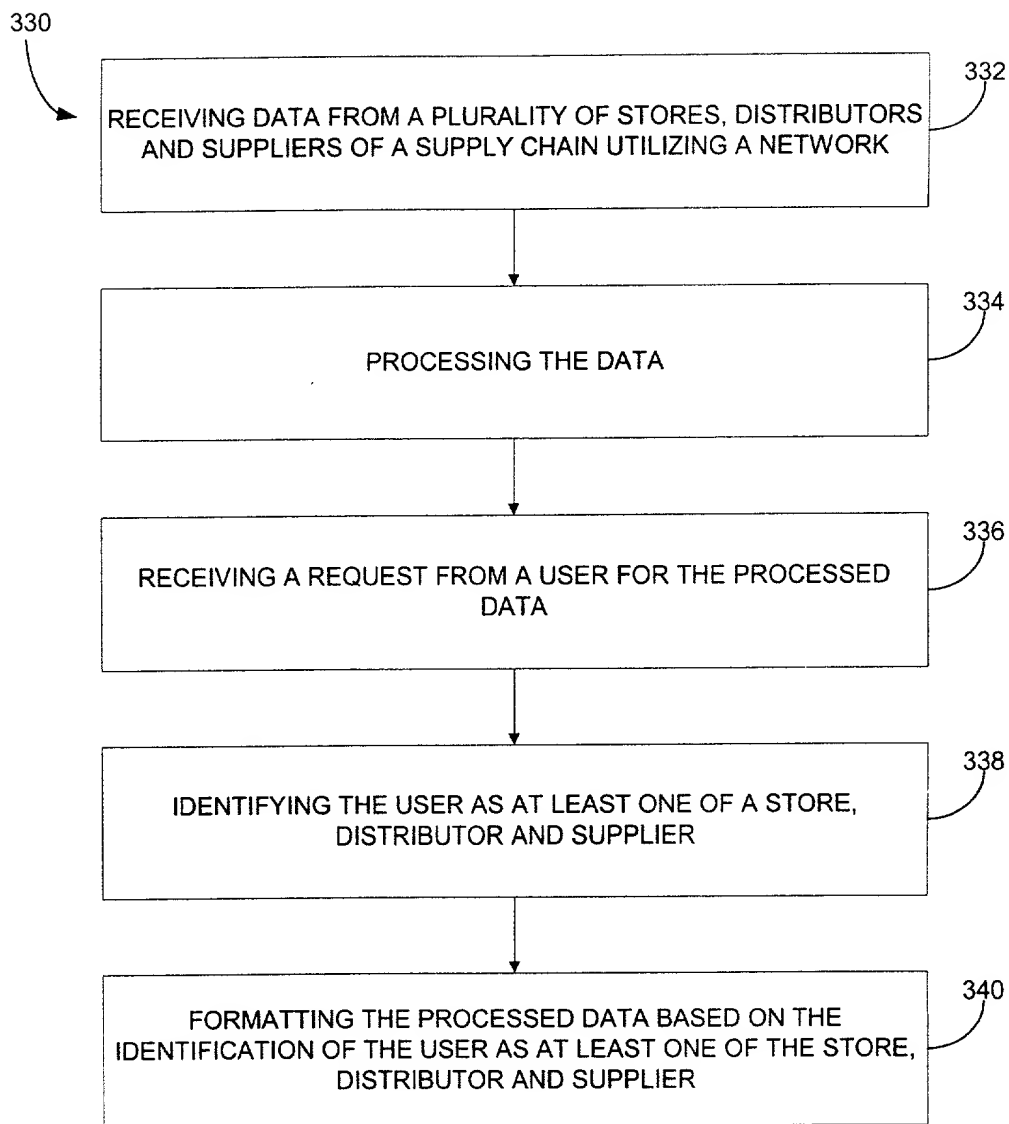 330
332
RECEIVING DATA FROM A PLURALITY OF STORES, DISTRIBUTORS
AND SUPPLIERS OF A SUPPLY CHAIN UTILIZING A NETWORK
334
PROCESSING THE DATA
336
RECEIVING A REQUEST FROM A USER FOR THE PROCESSED
DATA
338
IDENTIFYING THE USER AS AT LEAST ONE OF A STORE,
DISTRIBUTOR AND SUPPLIER
340
FORMATTING THE PROCESSED DATA BASED ON THE
IDENTIFICATION OF THE USER AS AT LEAST ONE OF THE STORE,
DISTRIBUTOR AND SUPPLIER